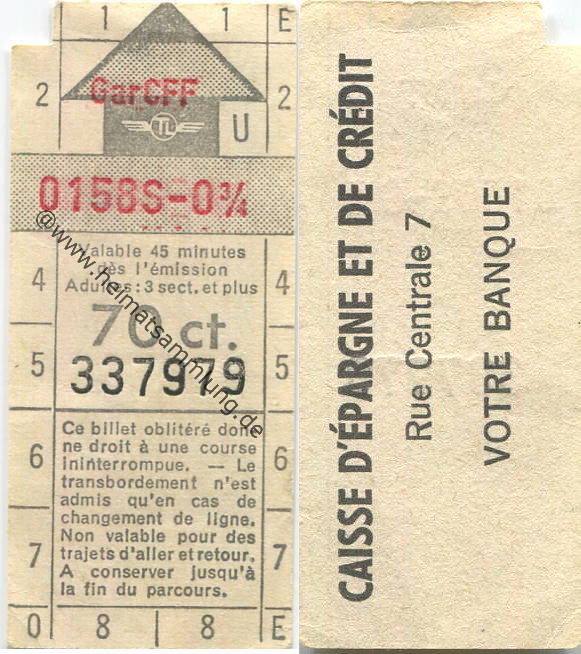 1 1 E
2 GarCFF 2
TL U
0158S-0¾
Valable 45 minutes
dès l'émission
Adultes: 3 sect. et plus
4 4
70 ct.
5 337979 5
Ce billet oblitéré donne
ne droit à une course
ininterrompue. — Le
transbordement n'est
admis qu'en cas de
changement de ligne.
Non valable pour des
trajets d'aller et retour.
A conserver jusqu'à
la fin du parcours.
6 6
7 7
0 8 8 E
@www.heimatsammlung.de
CAISSE D'ÉPARGNE ET DE CRÉDIT
Rue Centrale 7
VOTRE BANQUE